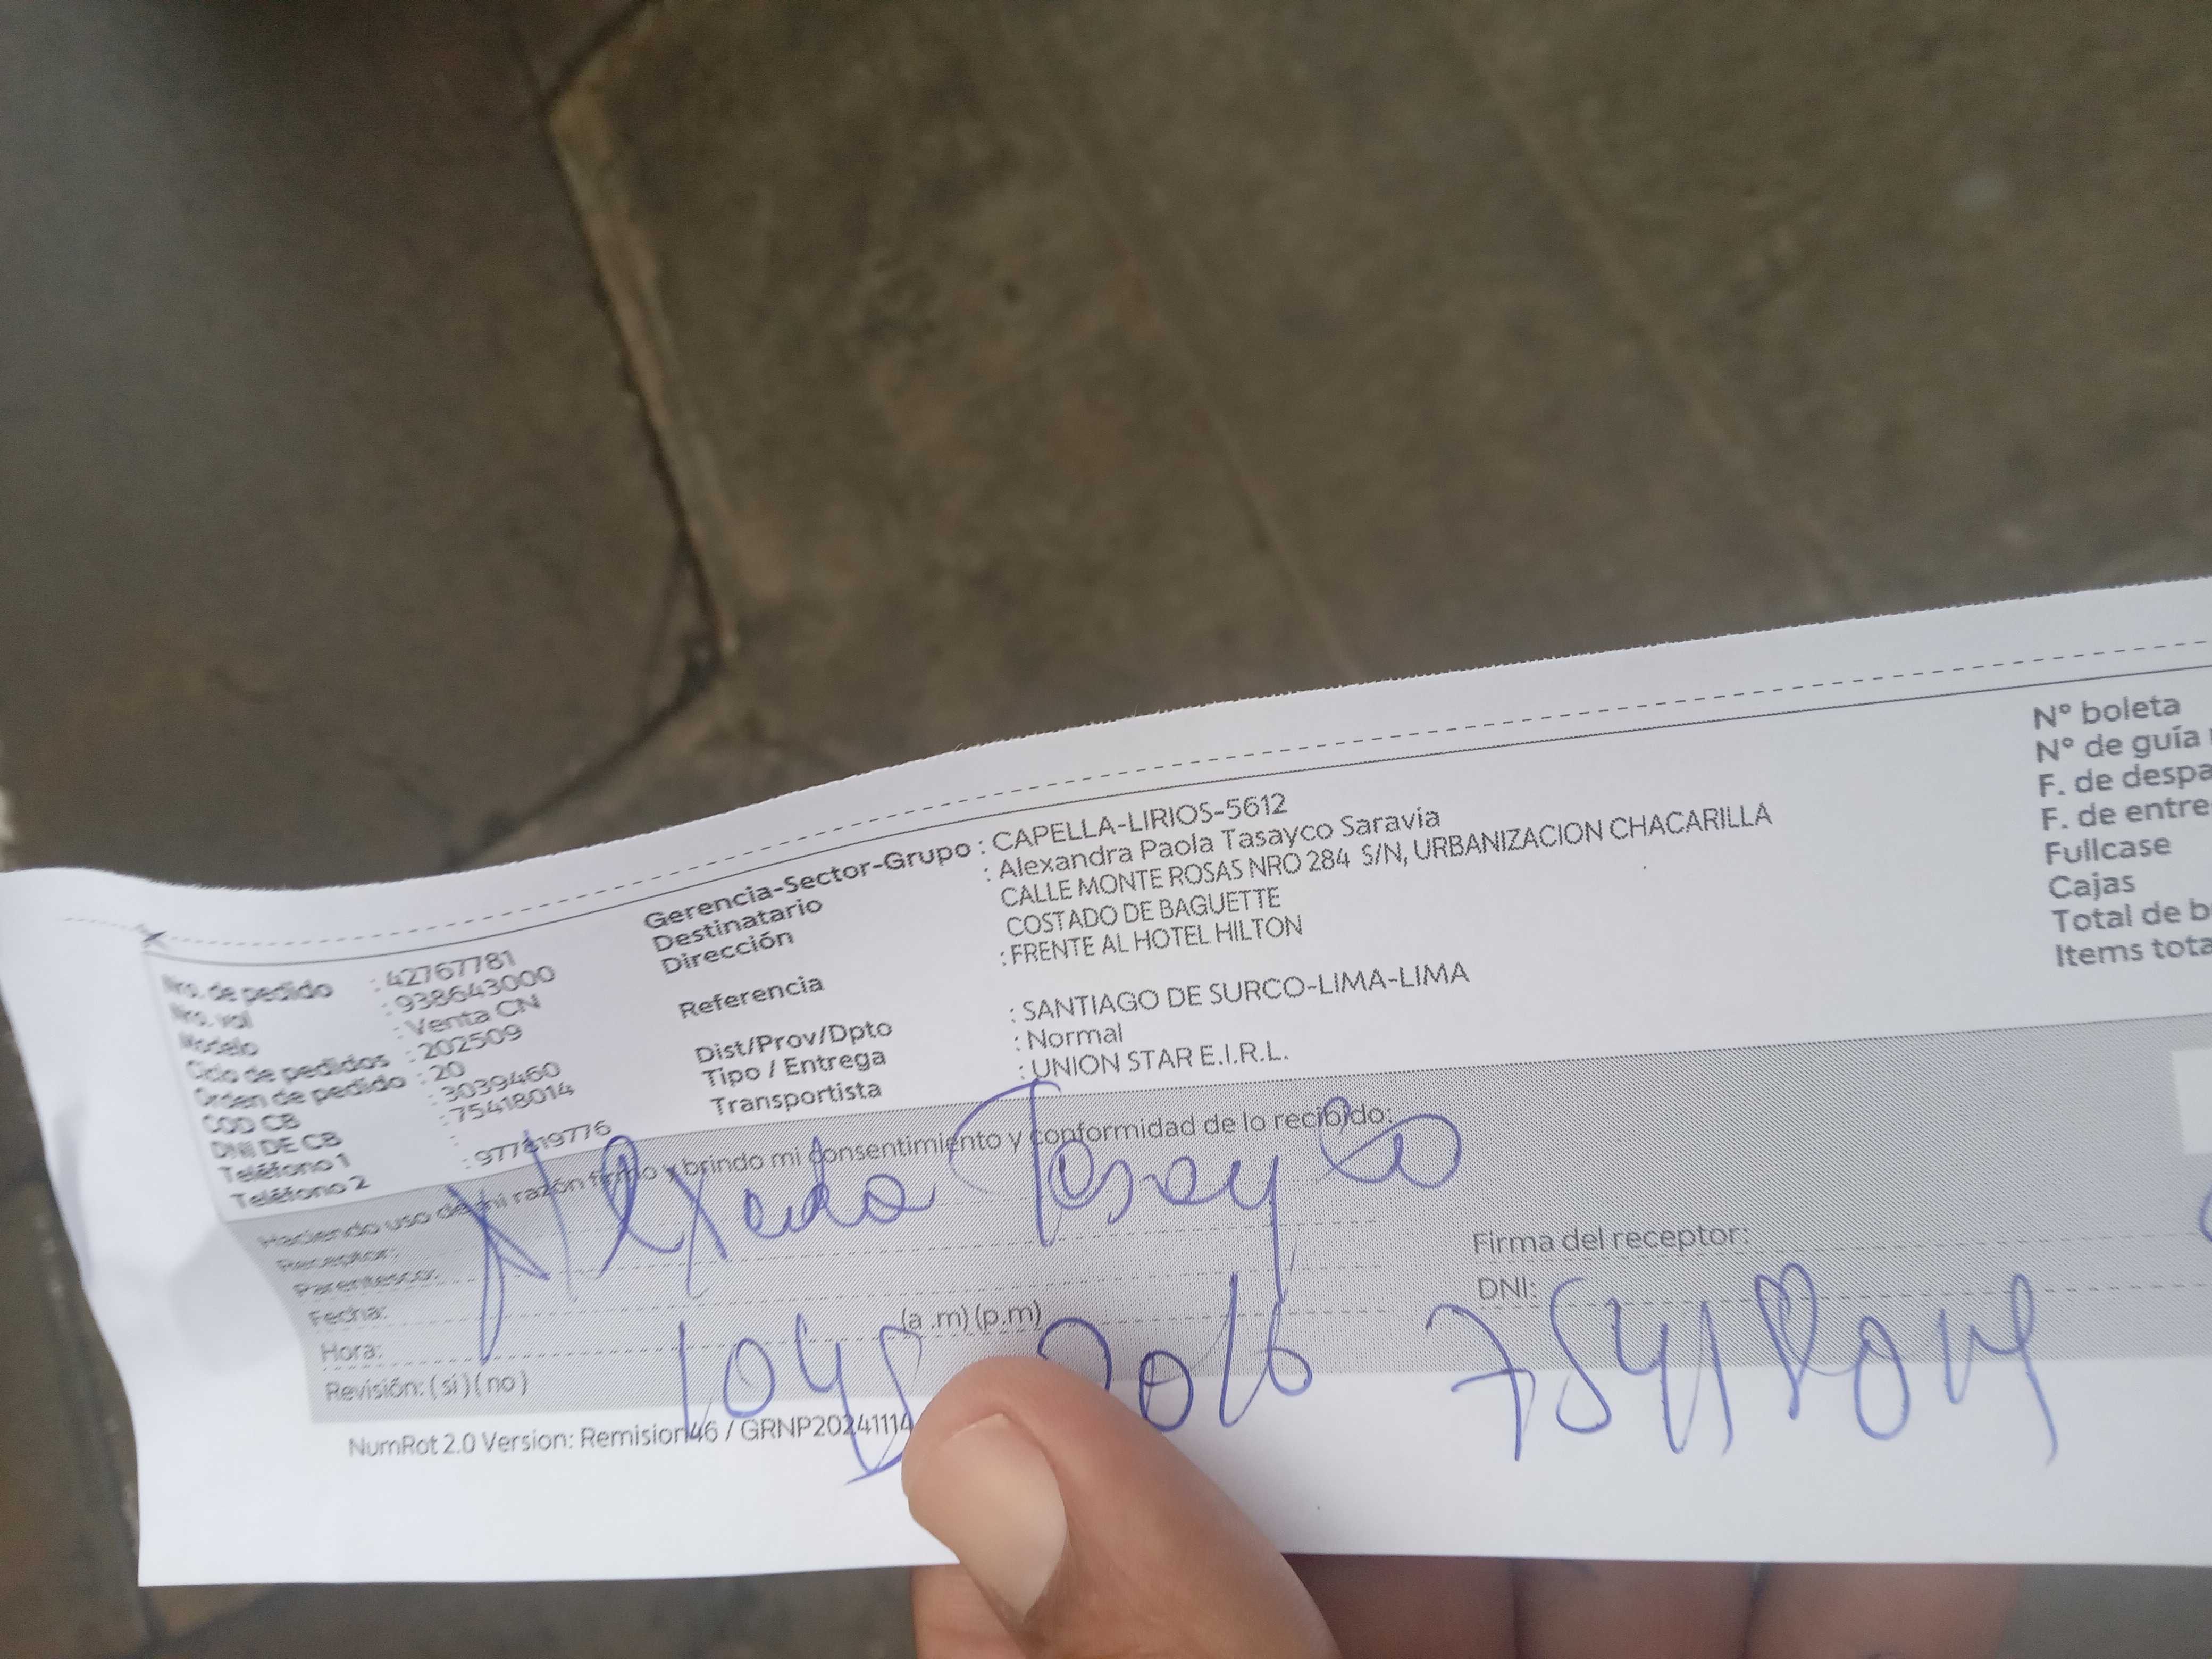 Nro. de pedido : 42767781
Nro. vol : 938643000
Modelo : Venta CN
Ciclo de pedidos : 202509
Orden de pedido : 20
COD CB : 3039460
DNI DE CB : 75418014
Teléfono 1 :
Teléfono 2 : 977819776
Gerencia-Sector-Grupo : CAPELLA-LIRIOS-5612
Destinatario : Alexandra Paola Tasayco Saravia
Dirección CALLE MONTE ROSAS NRO 284 S/N, URBANIZACION CHACARILLA
COSTADO DE BAGUETTE
Referencia : FRENTE AL HOTEL HILTON
Dist/Prov/Dpto : SANTIAGO DE SURCO-LIMA-LIMA
Tipo / Entrega : Normal
Transportista : UNION STAR E.I.R.L.
N° boleta
N° de guía
F. de despa
F. de entre
Fullcase
Cajas
Total de b
Items tota
Haciendo uso de mi razón firmo y brindo mi consentimiento y conformidad de lo recibido:
Receptor: Tasayco
Parentesco:
Fecha:
Hora: (a .m) (p.m)
Revisión: ( si ) ( no )
Firma del receptor:
DNI: 75418014
NumRot 2.0 Version: Remision46 / GRNP20241114